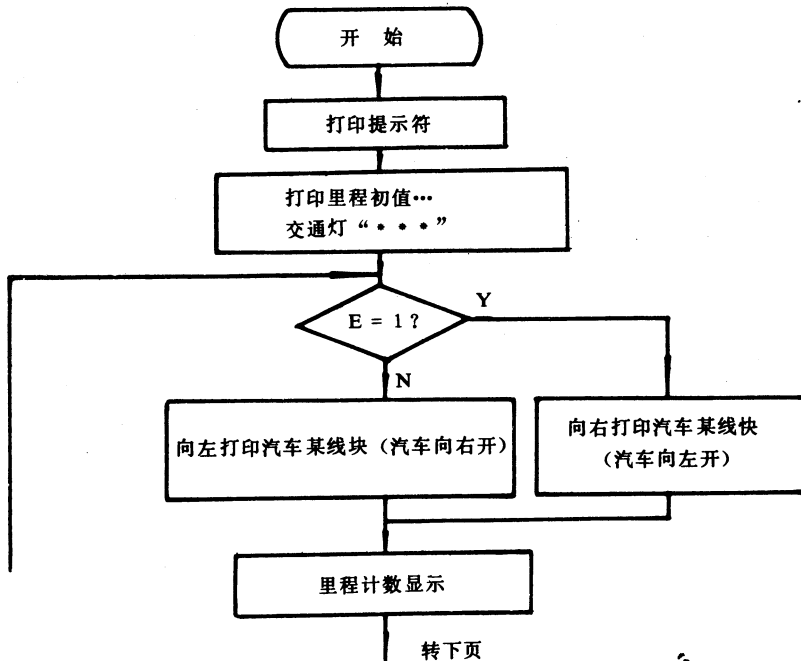 开 始
打印提示符
打印里程初值…
交通灯“* * *”
E = 1?
Y
N
向左打印汽车某线块（汽车向右开）
向右打印汽车某线快
（汽车向左开）
里程计数显示
转下页